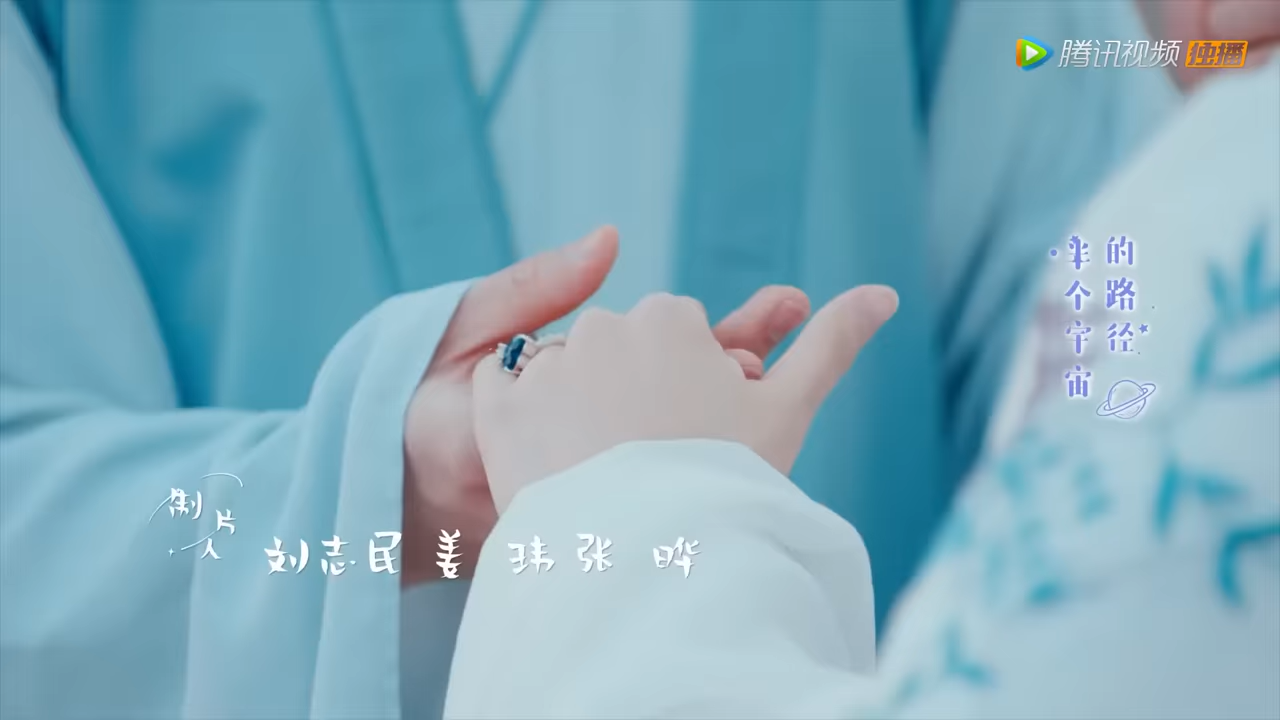 腾讯视频 独播
半个宇宙
的路径
制片人
刘志民 姜 玮 张 晔